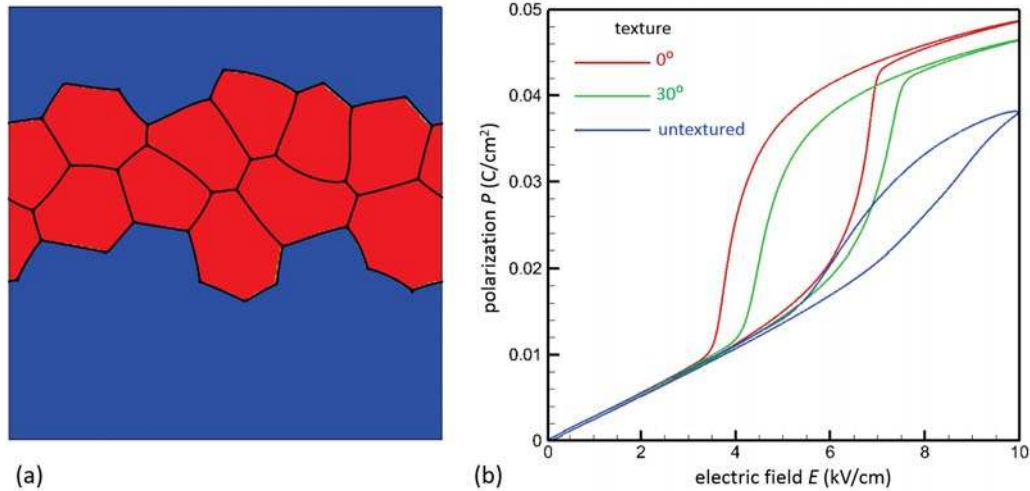 0.05
texture
0°
30°
untextured
0.04
0.03
0.02
0.01
0
polarization P (C/cm²)
0 2 4 6 8 10
electric field E (kV/cm)
(a)
(b)